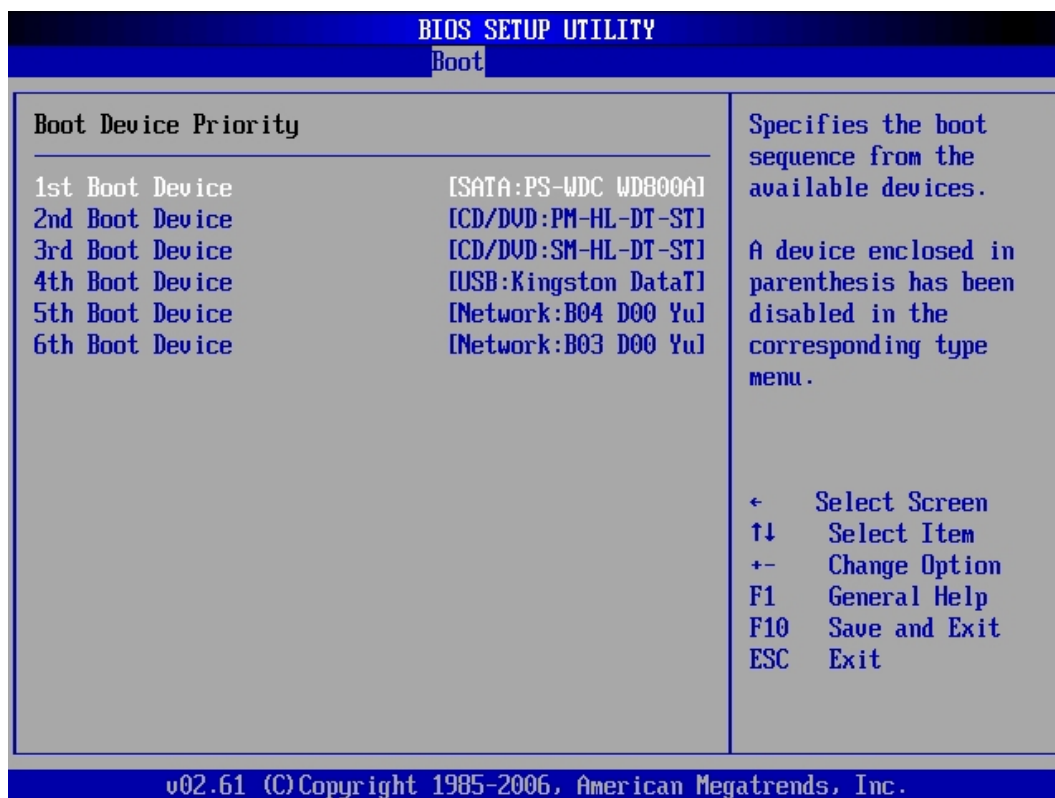 BIOS SETUP UTILITY
Boot
Boot Device Priority
1st Boot Device [SATA:PS-WDC WD800A]
2nd Boot Device [CD/DVD:PM-HL-DT-ST]
3rd Boot Device [CD/DVD:SM-HL-DT-ST]
4th Boot Device [USB:Kingston DataT]
5th Boot Device [Network:B04 D00 Yu]
6th Boot Device [Network:B03 D00 Yu]
Specifies the boot
sequence from the
available devices.
A device enclosed in
parenthesis has been
disabled in the
corresponding type
menu.
← Select Screen
↑↓ Select Item
+- Change Option
F1 General Help
F10 Save and Exit
ESC Exit
v02.61 (C)Copyright 1985-2006, American Megatrends, Inc.